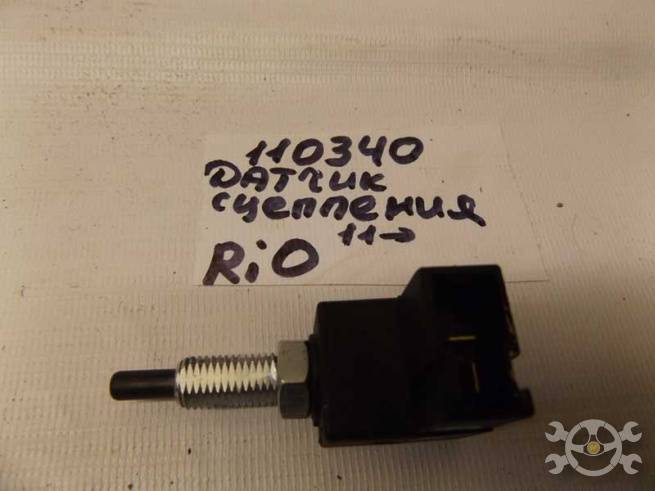 110340
Датчик
сцепления
11→
RiO